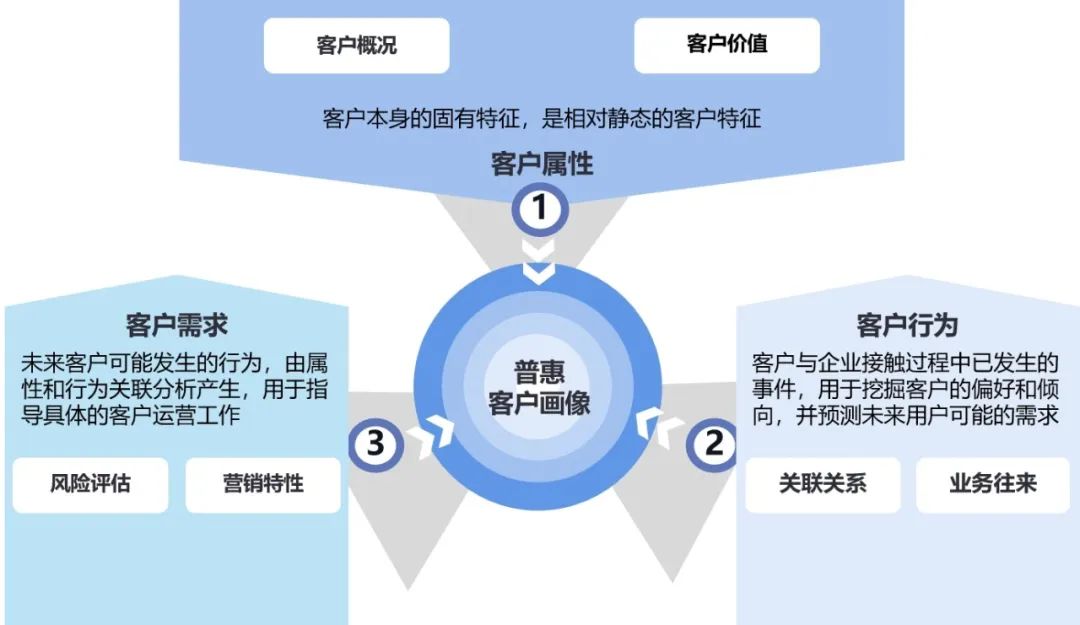 客户概况
客户价值
客户本身的固有特征，是相对静态的客户特征
客户属性
1
普惠
客户画像
客户行为
客户与企业接触过程中已发生的
事件，用于挖掘客户的偏好和倾
向，并预测未来用户可能的需求
2
关联关系
业务往来
客户需求
未来客户可能发生的行为，由属
性和行为关联分析产生，用于指
导具体的客户运营工作
3
风险评估
营销特性